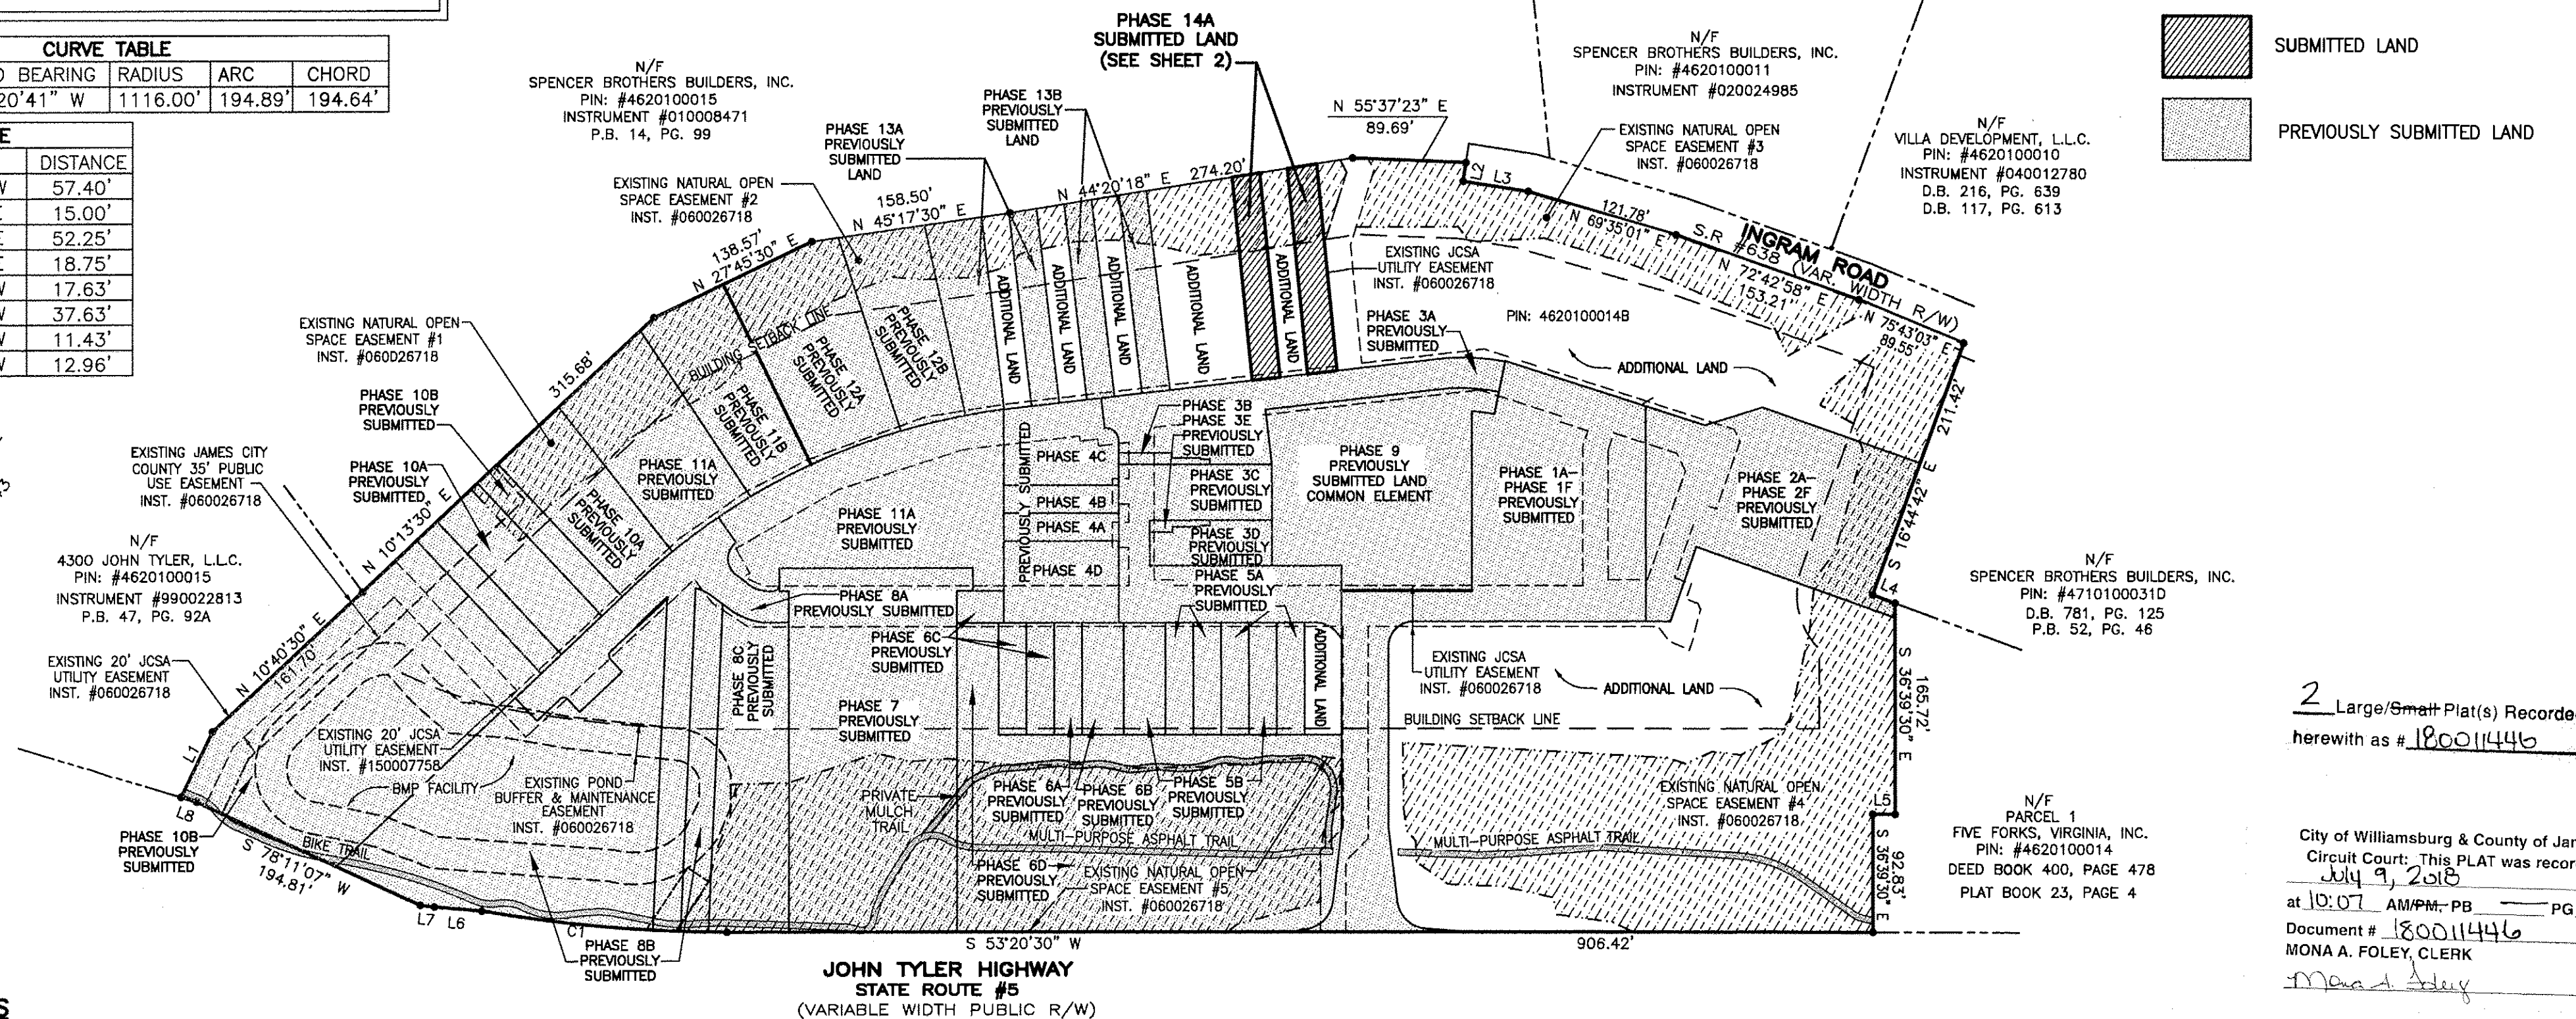 CURVE TABLE
BEARING RADIUS ARC CHORD
20'41" W 1116.00' 194.89' 194.64'
E
DISTANCE
W 57.40'
E 15.00'
E 52.25'
E 18.75'
W 17.63'
W 37.63'
W 11.43'
W 12.96'
N/F
SPENCER BROTHERS BUILDERS, INC.
PIN: #4620100015
INSTRUMENT #010008471
P.B. 14, PG. 99
PHASE 14A
SUBMITTED LAND
(SEE SHEET 2)
PHASE 13B
PREVIOUSLY
SUBMITTED
LAND
PHASE 13A
PREVIOUSLY
SUBMITTED
LAND
EXISTING NATURAL OPEN
SPACE EASEMENT #2
INST. #060026718
N 55°37'23" E
89.69'
N/F
SPENCER BROTHERS BUILDERS, INC.
PIN: #4620100011
INSTRUMENT #020024985
EXISTING NATURAL OPEN
SPACE EASEMENT #3
INST. #060026718
N/F
VILLA DEVELOPMENT, L.L.C.
PIN: #4620100010
INSTRUMENT #040012780
D.B. 216, PG. 639
D.B. 117, PG. 613
SUBMITTED LAND
PREVIOUSLY SUBMITTED LAND
138.57'
N 27°45'30" E
158.50'
N 45°17'30" E
N 44°20'18" E 274.20'
L2
L3
121.78'
N 69°35'01" E
S.R #638 (VAR. WIDTH R/W)
INGRAM ROAD
N 72°42'58" E
153.21'
N 75°43'03" E
89.55'
211.42'
S 16°44'42" E
EXISTING NATURAL OPEN
SPACE EASEMENT #1
INST. #060D26718
315.68'
PHASE 10B
PREVIOUSLY
SUBMITTED
PHASE 10A
PREVIOUSLY
SUBMITTED
EXISTING JAMES CITY
COUNTY 35' PUBLIC
USE EASEMENT
INST. #060026718
N 10°13'30" E
N/F
4300 JOHN TYLER, L.L.C.
PIN: #4620100015
INSTRUMENT #990022813
P.B. 47, PG. 92A
EXISTING 20' JCSA
UTILITY EASEMENT
INST. #060026718
N 10°40'30" E
161.70'
BUILDING SETBACK LINE
PHASE 10A
PREVIOUSLY
SUBMITTED
PHASE 11A
PREVIOUSLY
SUBMITTED
PHASE 11B
PREVIOUSLY
SUBMITTED
PHASE 12A
PREVIOUSLY
SUBMITTED
PHASE 12B
PREVIOUSLY
SUBMITTED
ADDITIONAL LAND
ADDITIONAL LAND
ADDITIONAL LAND
ADDITIONAL LAND
ADDITIONAL LAND
EXISTING JCSA
UTILITY EASEMENT
INST. #060026718
PHASE 3A
PREVIOUSLY
SUBMITTED
PIN: 4620100014B
ADDITIONAL LAND
PHASE 11A
PREVIOUSLY
SUBMITTED
PREVIOUSLY SUBMITTED
PHASE 4C
PHASE 4B
PHASE 4A
PHASE 4D
PHASE 3B
PHASE 3E
PREVIOUSLY
SUBMITTED
PHASE 3C
PREVIOUSLY
SUBMITTED
PHASE 3D
PREVIOUSLY
SUBMITTED
PHASE 9
PREVIOUSLY
SUBMITTED LAND
COMMON ELEMENT
PHASE 1A-
PHASE 1F
PREVIOUSLY
SUBMITTED
PHASE 2A-
PHASE 2F
PREVIOUSLY
SUBMITTED
PHASE 5A
PREVIOUSLY
SUBMITTED
PHASE 8A
PREVIOUSLY SUBMITTED
PHASE 6C
PREVIOUSLY
SUBMITTED
PHASE 8C
PREVIOUSLY
SUBMITTED
PHASE 7
PREVIOUSLY
SUBMITTED
ADDITIONAL LAND
EXISTING JCSA
UTILITY EASEMENT
INST. #060026718
ADDITIONAL LAND
BUILDING SETBACK LINE
L4
N/F
SPENCER BROTHERS BUILDERS, INC.
PIN: #4710100031D
D.B. 781, PG. 125
P.B. 52, PG. 46
S 36°39'30" E
165.72'
L5
S 36°39'30" E
92.83'
L1
L8
EXISTING 20' JCSA
UTILITY EASEMENT
INST. #150007758
BMP FACILITY
EXISTING POND
BUFFER & MAINTENANCE
EASEMENT
INST. #060026718
PRIVATE
MULCH
TRAIL
PHASE 6A
PREVIOUSLY
SUBMITTED
PHASE 6B
PREVIOUSLY
SUBMITTED
PHASE 5B
PREVIOUSLY
SUBMITTED
MULTI-PURPOSE ASPHALT TRAIL
PHASE 6D
PREVIOUSLY
SUBMITTED
EXISTING NATURAL OPEN
SPACE EASEMENT #5
INST. #060026718
EXISTING NATURAL OPEN
SPACE EASEMENT #4
INST. #060026718
MULTI-PURPOSE ASPHALT TRAIL
PHASE 10B
PREVIOUSLY
SUBMITTED
BIKE TRAIL
S 78°11'07" W
194.81'
L7 L6
C1
PHASE 8B
PREVIOUSLY
SUBMITTED
S 53°20'30" W
906.42'
JOHN TYLER HIGHWAY
STATE ROUTE #5
(VARIABLE WIDTH PUBLIC R/W)
N/F
PARCEL 1
FIVE FORKS, VIRGINIA, INC.
PIN: #4620100014
DEED BOOK 400, PAGE 478
PLAT BOOK 23, PAGE 4
2 Large/Small Plat(s) Recorde
herewith as # 180011446
City of Williamsburg & County of Jam
Circuit Court: This PLAT was recor
July 9, 2018
at 10:07 AM/PM. PB PG
Document # 180011446
MONA A. FOLEY, CLERK
Mona A. Foley
S